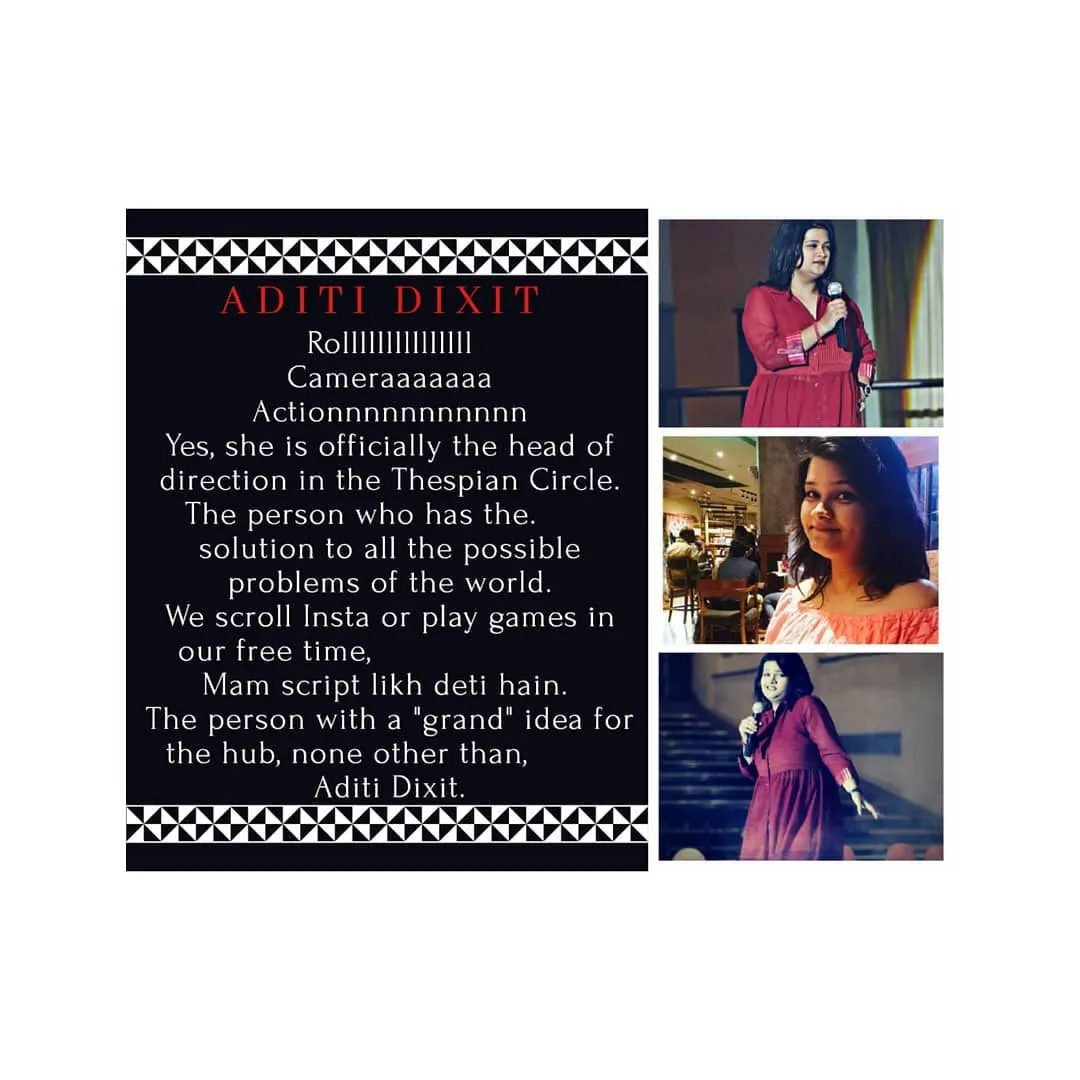 ADITI DIXIT
Rolllllllllllllll
Cameraaaaaaa
Actionnnnnnnnnnn
Yes, she is officially the head of
direction in the Thespian Circle.
The person who has the.
solution to all the possible
problems of the world.
We scroll Insta or play games in
our free time,
Mam script likh deti hain.
The person with a "grand" idea for
the hub, none other than,
Aditi Dixit.